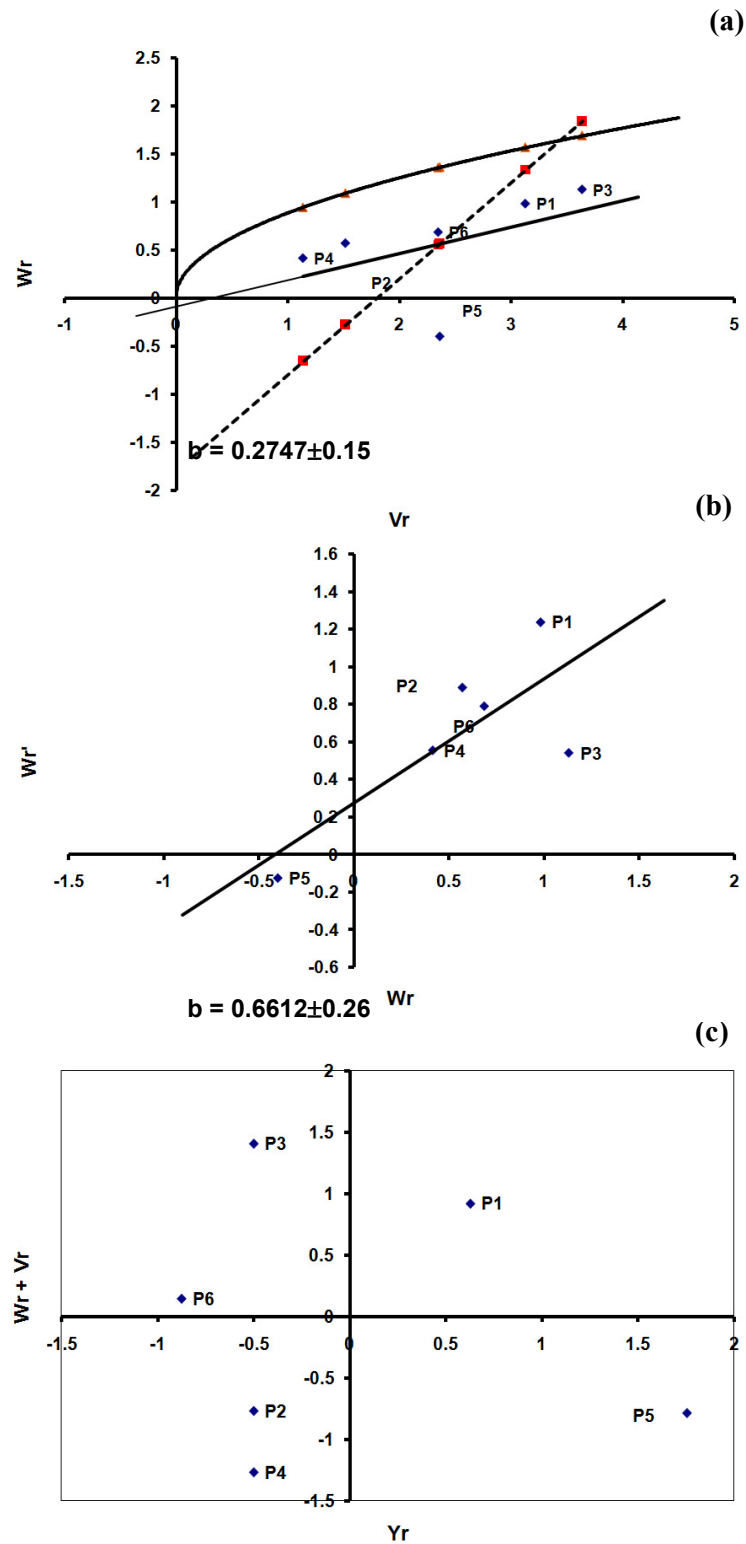 (a)
2.5
2
1.5
1
0.5
0
-0.5
-1
-1.5
-2
-1 0 1 2 3 4 5
Wr
P3
P1
P6
P4
P2
P5
b = 0.2747±0.15
Vr
(b)
1.6
1.4
1.2
1
0.8
0.6
0.4
0.2
0
-0.2
-0.4
-0.6
-1.5 -1 -0.5 0 0.5 1 1.5 2
Wr'
P1
P2
P6
P4
P3
P5
Wr
b = 0.6612±0.26
(c)
2
1.5
1
0.5
0
-0.5
-1
-1.5
-1.5 -1 -0.5 0 0.5 1 1.5 2
Wr + Vr
P3
P1
P6
P2
P5
P4
Yr